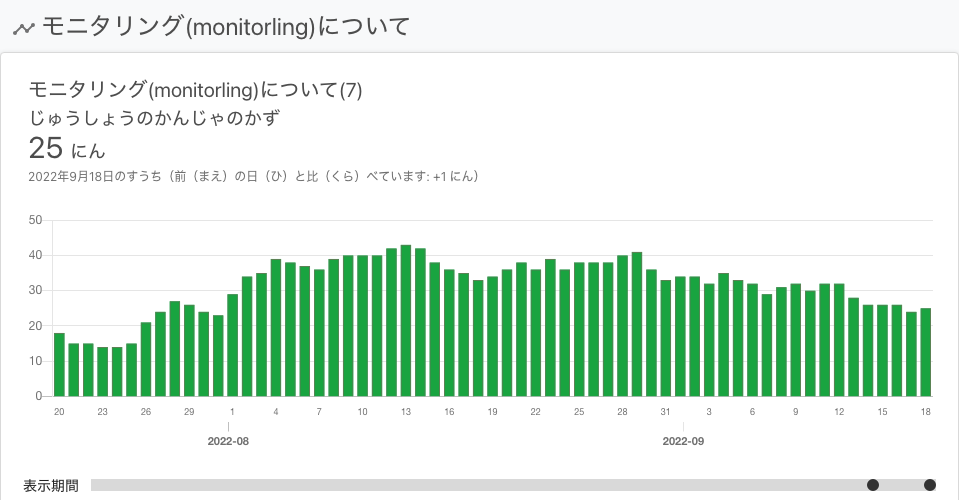 モニタリング(monitorling)について
モニタリング(monitorling)について(7)
じゅうしょうのかんじゃのかず
25 にん
2022年9月18日のすうち（前（まえ）の日（ひ）と比（くら）べています: +1 にん）
50
40
30
20
10
0
20 23 26 29 1 4 7 10 13 16 19 22 25 28 31 3 6 9 12 15 18
2022-08 2022-09
表示期間